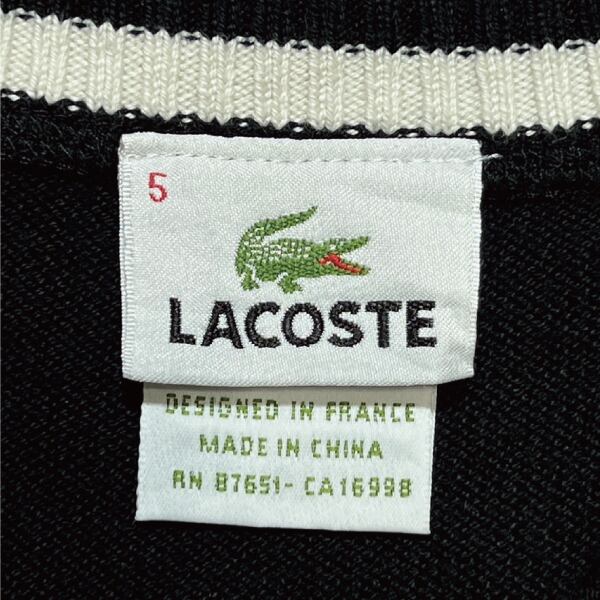 5
LACOSTE
DESIGNED IN FRANCE
MADE IN CHINA
RN 87651- CA16998